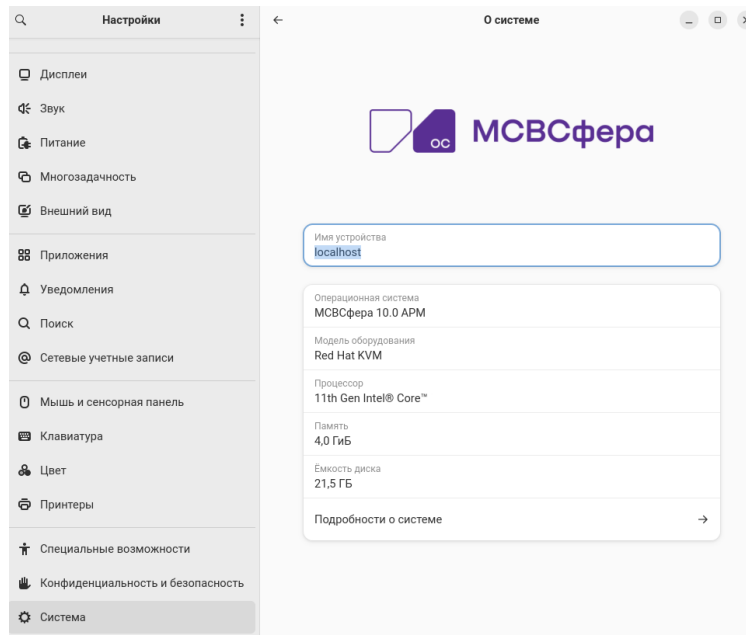 Настройки
О системе
Дисплеи
Звук
Питание
Многозадачность
Внешний вид
Приложения
Уведомления
Поиск
Сетевые учетные записи
Мышь и сенсорная панель
Клавиатура
Цвет
Принтеры
Специальные возможности
Конфиденциальность и безопасность
Система
ОС
МСВСфера
Имя устройства
localhost
Операционная система
МСВСфера 10.0 АРМ
Модель оборудования
Red Hat KVM
Процессор
11th Gen Intel® Core™
Память
4,0 ГиБ
Ёмкость диска
21,5 ГБ
Подробности о системе